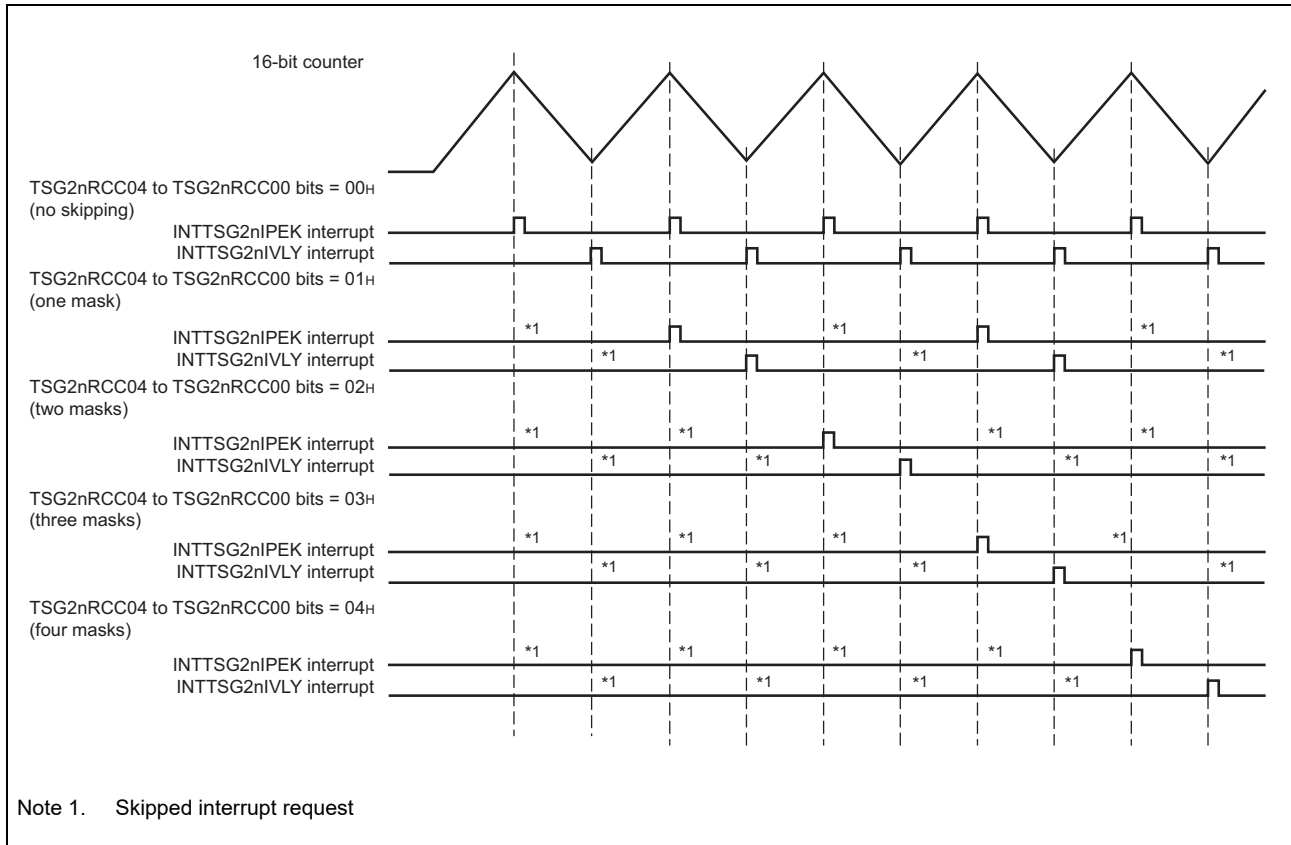 16-bit counter
TSG2nRCC04 to TSG2nRCC00 bits = 00H
(no skipping)
INTTSG2nIPEK interrupt
INTTSG2nIVLY interrupt
TSG2nRCC04 to TSG2nRCC00 bits = 01H
(one mask)
*1 *1 *1
INTTSG2nIPEK interrupt
*1 *1 *1
INTTSG2nIVLY interrupt
TSG2nRCC04 to TSG2nRCC00 bits = 02H
(two masks)
*1 *1 *1 *1
INTTSG2nIPEK interrupt
*1 *1 *1 *1
INTTSG2nIVLY interrupt
TSG2nRCC04 to TSG2nRCC00 bits = 03H
(three masks)
*1 *1 *1 *1
INTTSG2nIPEK interrupt
*1 *1 *1 *1
INTTSG2nIVLY interrupt
TSG2nRCC04 to TSG2nRCC00 bits = 04H
(four masks)
*1 *1 *1 *1
INTTSG2nIPEK interrupt
*1 *1 *1 *1
INTTSG2nIVLY interrupt
Note 1. Skipped interrupt request